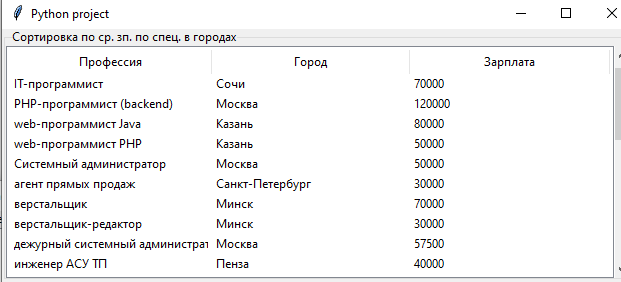 Python project
Сортировка по ср. зп. по спец. в городах
Профессия Город Зарплата
IT-программист Сочи 70000
PHP-программист (backend) Москва 120000
web-программист Java Казань 80000
web-программист PHP Казань 50000
Системный администратор Москва 50000
агент прямых продаж Санкт-Петербург 30000
верстальщик Минск 70000
верстальщик-редактор Минск 30000
дежурный системный администрат Москва 57500
инженер АСУ ТП Пенза 40000